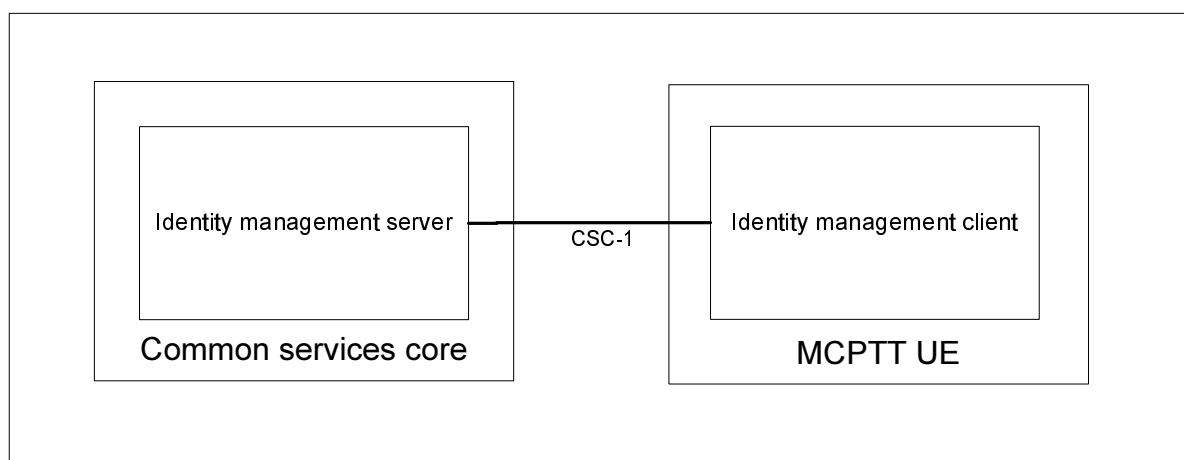 Identity management server
CSC-1
Identity management client
Common services core
MCPTT UE